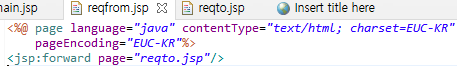 main.jsp reqfrom.jsp reqto.jsp Insert title here
<%@ page language="java" contentType="text/html; charset=EUC-KR"
pageEncoding="EUC-KR"%>
<jsp:forward page="reqto.jsp"/>